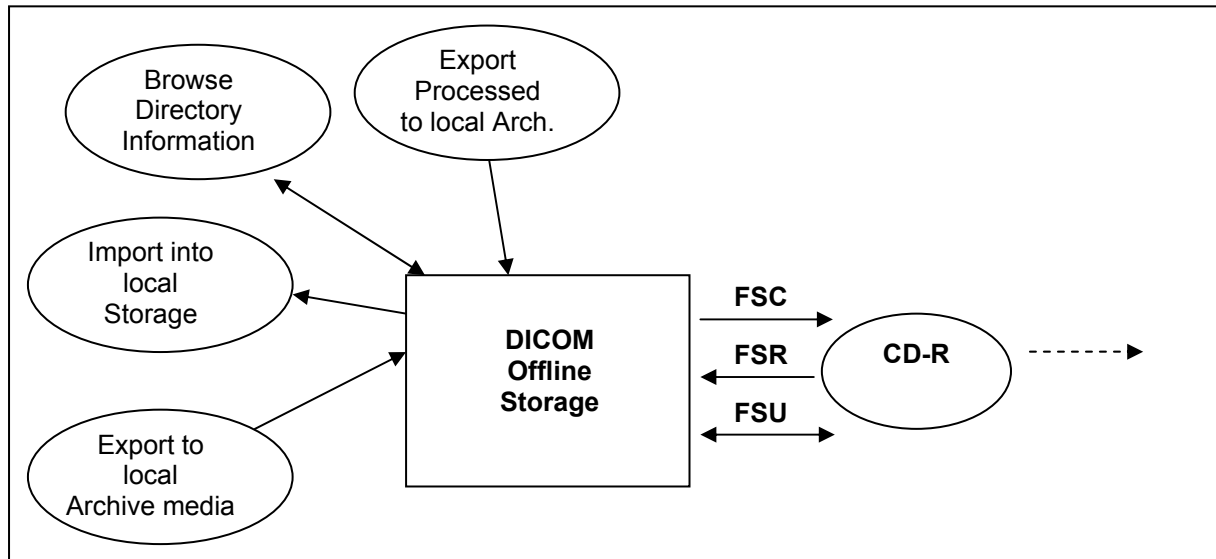 Browse
Directory
Information
Export
Processed
to local Arch.
Import into
local
Storage
Export to
local
Archive media
DICOM
Offline
Storage
FSC
FSR
FSU
CD-R